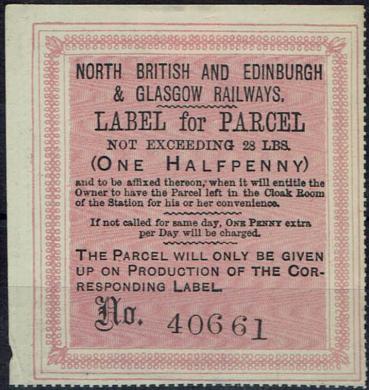 NORTH BRITISH AND EDINBURGH
& GLASGOW RAILWAYS.
LABEL for PARCEL
NOT EXCEEDING 28 LBS.
(ONE HALFPENNY)
and to be affixed thereon, when it will entitle the
Owner to have the Parcel left in the Cloak Room
of the Station for his or her convenience.
If not called for same day, ONE PENNY extra
per Day will be charged.
THE PARCEL WILL ONLY BE GIVEN
UP ON PRODUCTION OF THE COR-
RESPONDING LABEL.
No. 40661